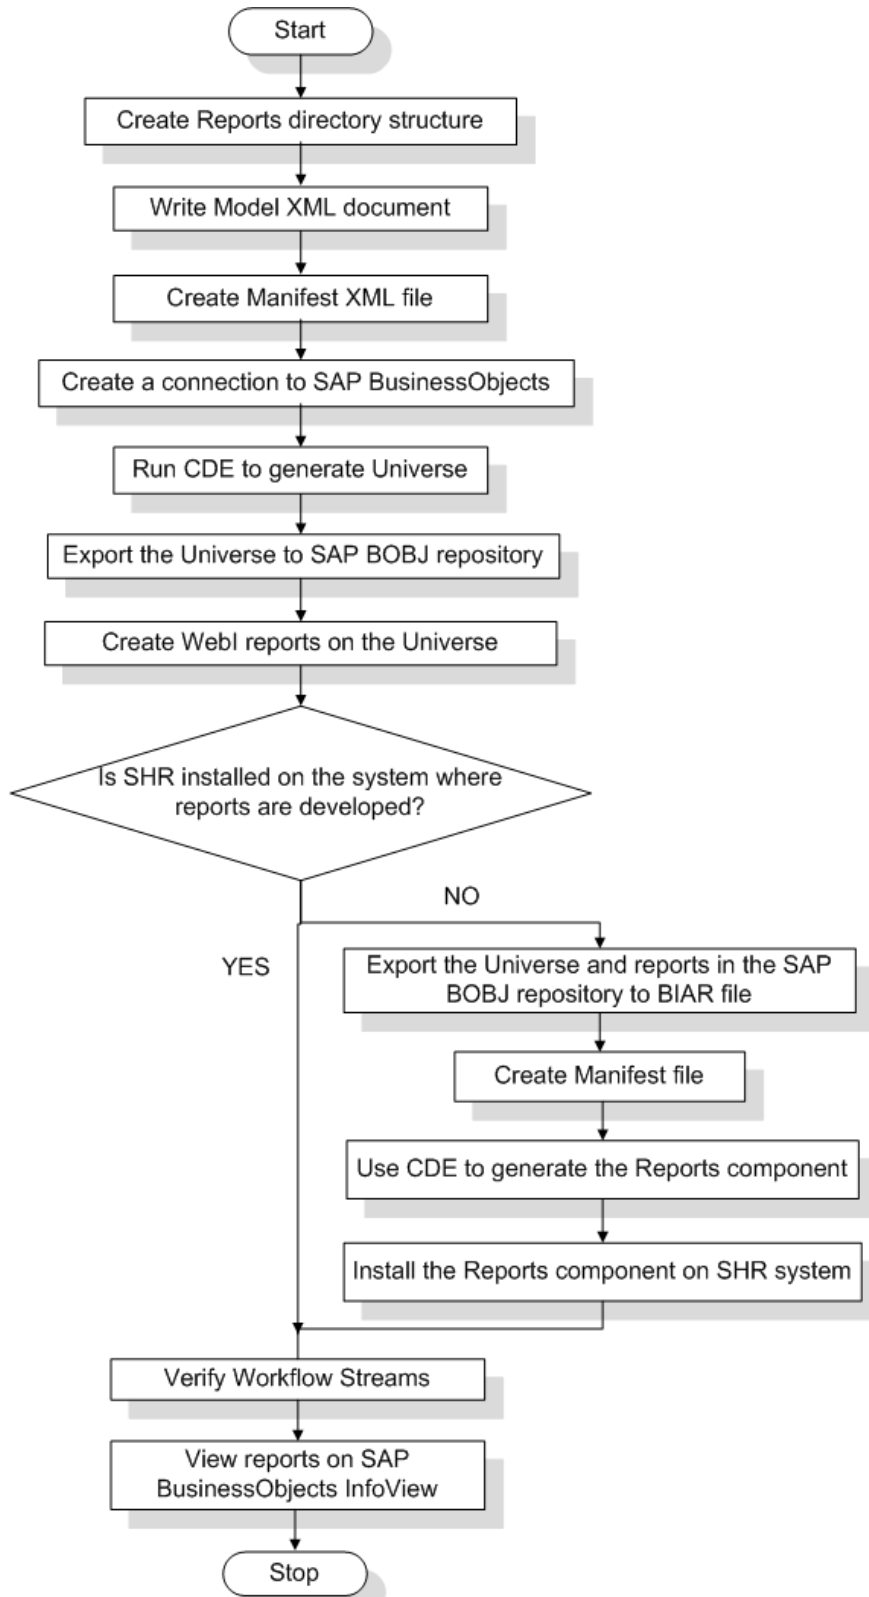 Start
Create Reports directory structure
Write Model XML document
Create Manifest XML file
Create a connection to SAP BusinessObjects
Run CDE to generate Universe
Export the Universe to SAP BOBJ repository
Create WebI reports on the Universe
Is SHR installed on the system where
reports are developed?
NO
YES
Export the Universe and reports in the SAP
BOBJ repository to BIAR file
Create Manifest file
Use CDE to generate the Reports component
Install the Reports component on SHR system
Verify Workflow Streams
View reports on SAP
BusinessObjects InfoView
Stop